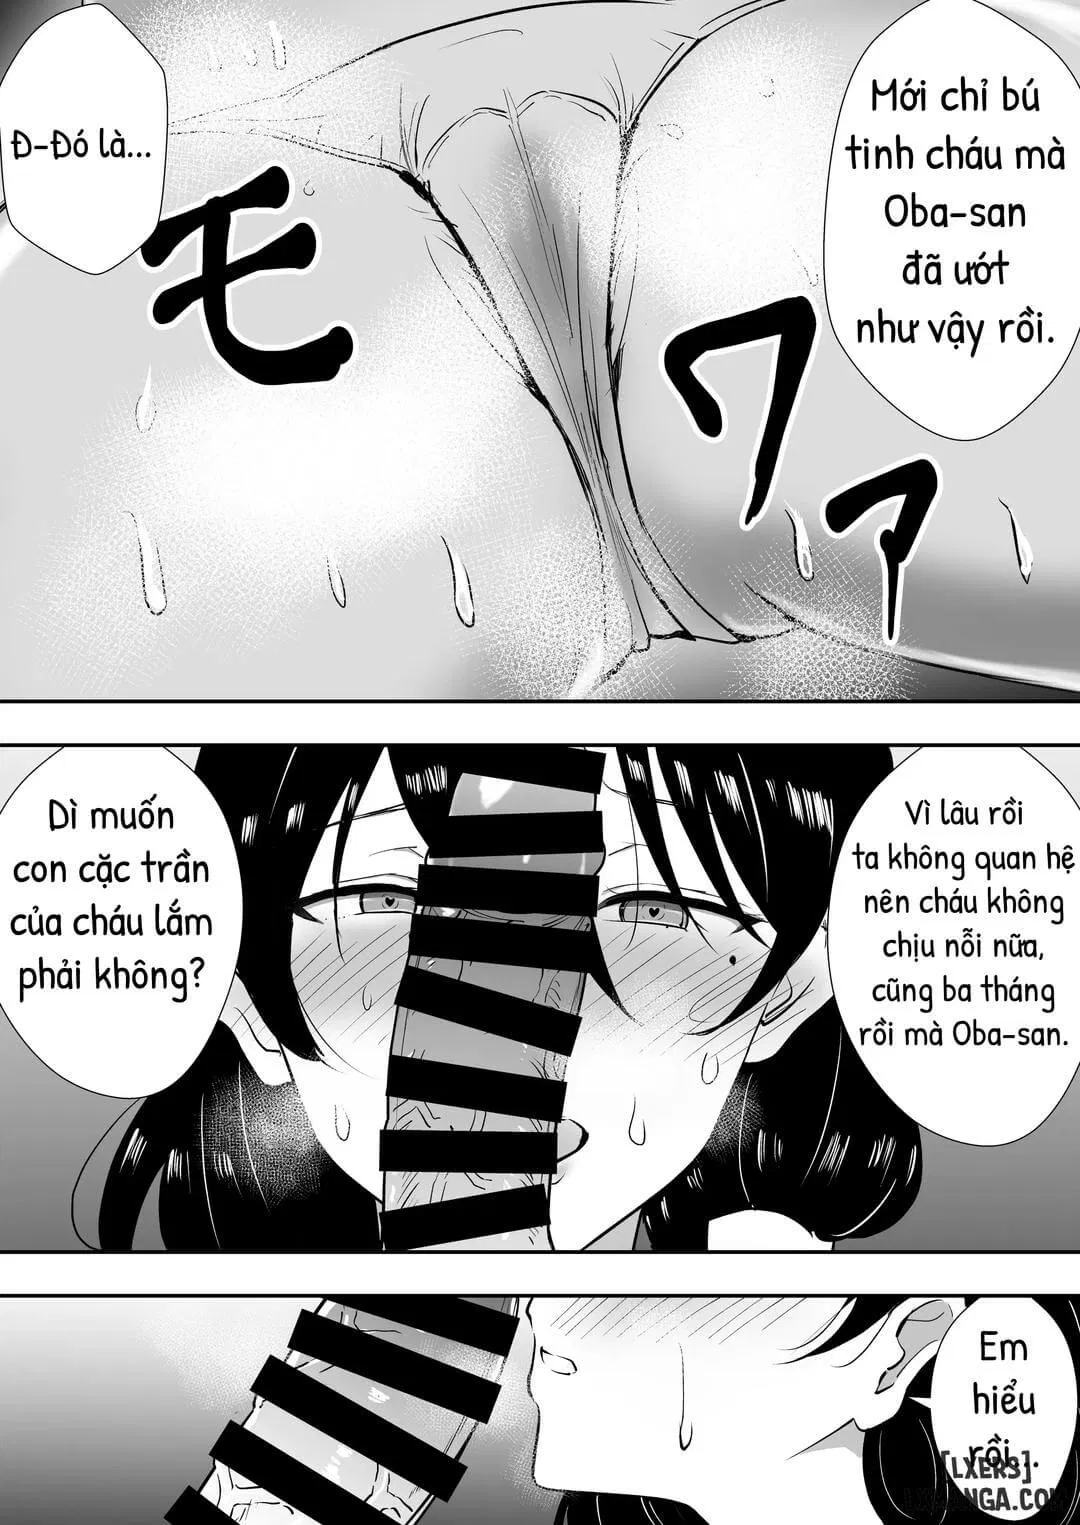 Mới chỉ bú
tinh cháu mà
Oba-san
đã ướt
như vậy rồi.
Đ-Đó là...
モ
ワ
ァ
Vì lâu rồi
ta không quan hệ
nên cháu không
chịu nỗi nữa,
cũng ba tháng
rồi mà Oba-san.
Dì muốn
con cặc trần
của cháu lắm
phải không?
Em
hiểu
rồi...
[LXERS]
LXMANGA.COM